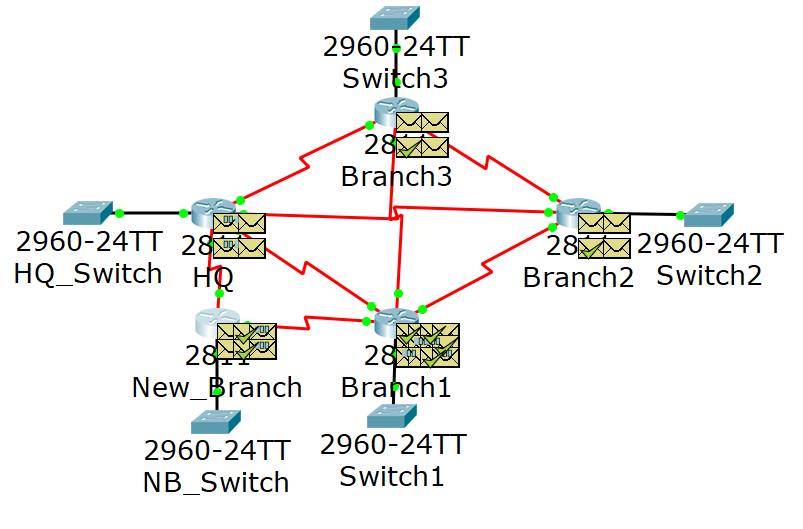 2960-24TT
Switch3
Branch3
2960-24TT
HQ_Switch
HQ
Branch2
2960-24TT
Switch2
2811
New_Branch
Branch1
2960-24TT
NB_Switch
2960-24TT
Switch1